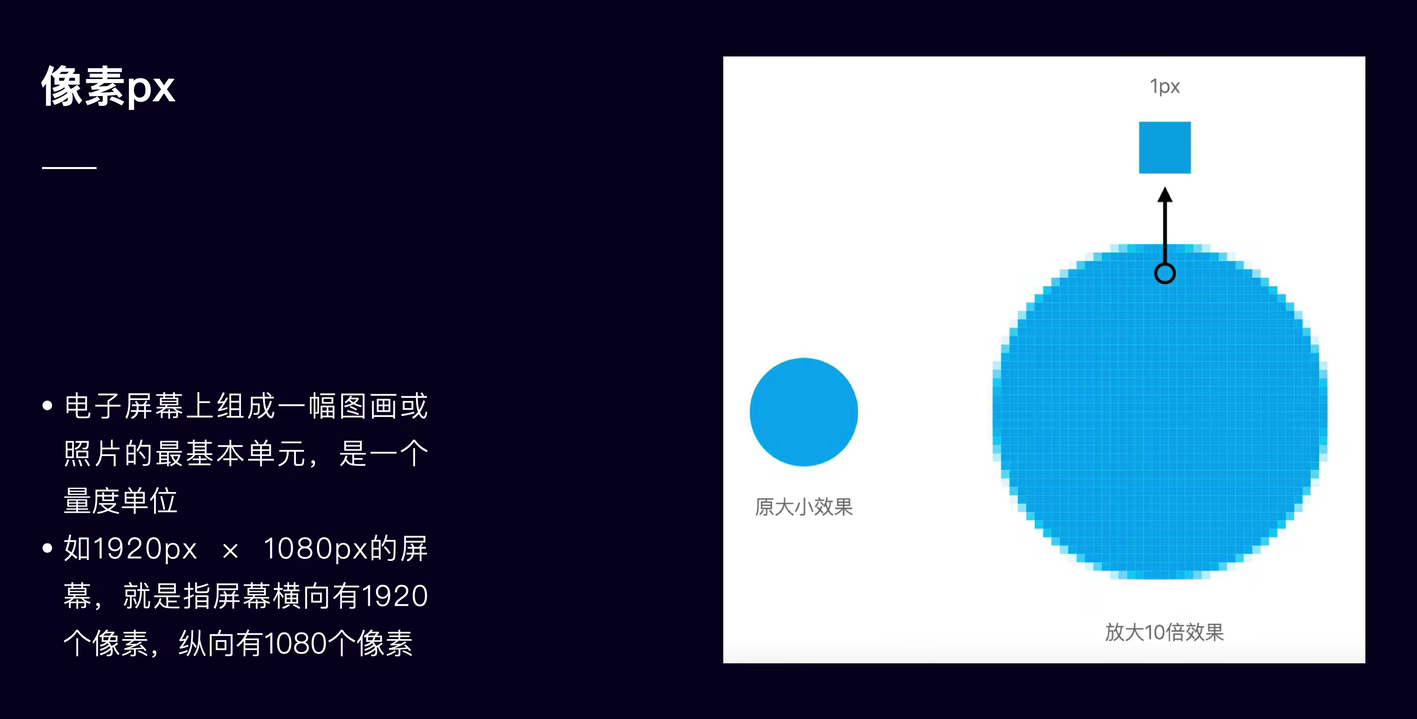 像素px
• 电子屏幕上组成一幅图画或
照片的最基本单元，是一个
量度单位
• 如1920px × 1080px的屏
幕，就是指屏幕横向有1920
个像素，纵向有1080个像素
1px
原大小效果
放大10倍效果